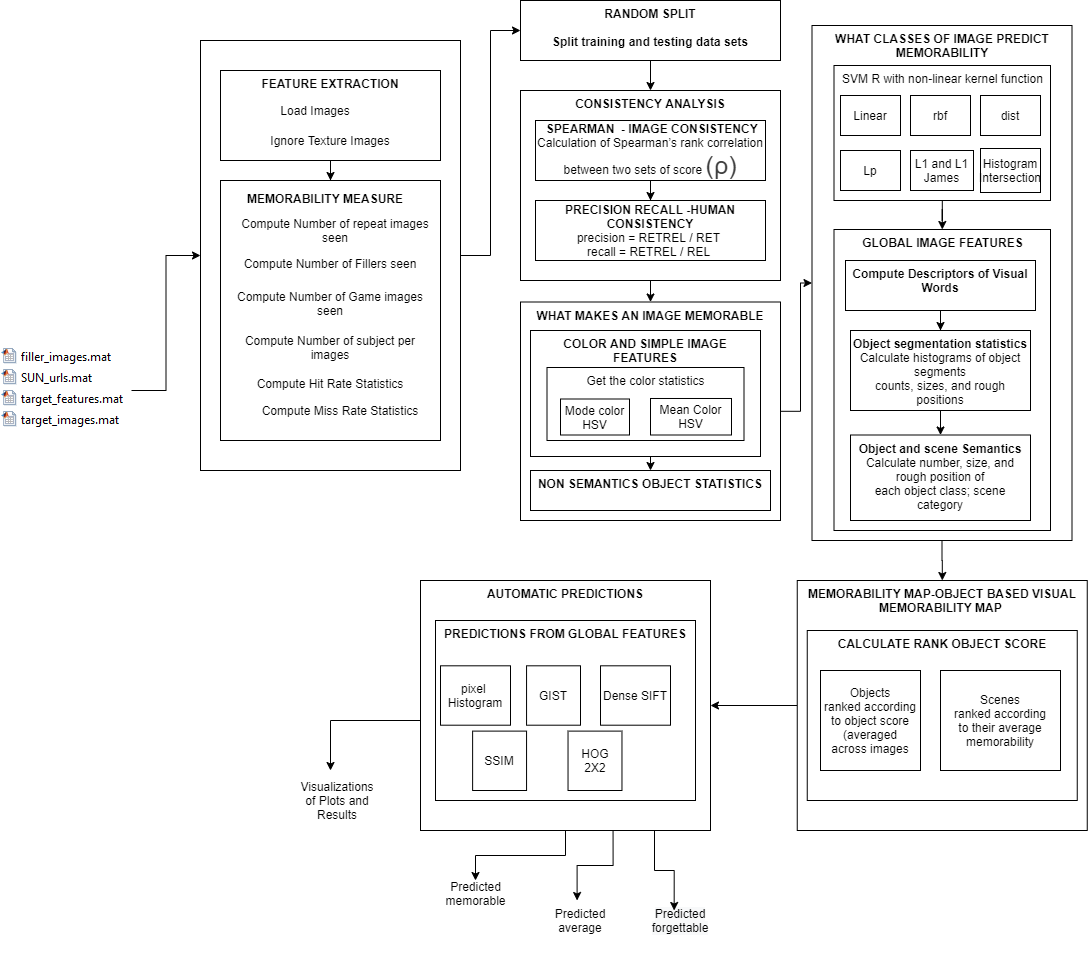 filler_images.mat
SUN_urls.mat
target_features.mat
target_images.mat
FEATURE EXTRACTION
Load Images
Ignore Texture Images
MEMORABILITY MEASURE
Compute Number of repeat images
seen
Compute Number of Fillers seen
Compute Number of Game images
seen
Compute Number of subject per
images
Compute Hit Rate Statistics
Compute Miss Rate Statistics
RANDOM SPLIT
Split training and testing data sets
CONSISTENCY ANALYSIS
SPEARMAN - IMAGE CONSISTENCY
Calculation of Spearman's rank correlation
between two sets of score (ρ)
PRECISION RECALL -HUMAN
CONSISTENCY
precision = RETREL / RET
recall = RETREL / REL
WHAT MAKES AN IMAGE MEMORABLE
COLOR AND SIMPLE IMAGE
FEATURES
Get the color statistics
Mode color
HSV
Mean Color
HSV
NON SEMANTICS OBJECT STATISTICS
WHAT CLASSES OF IMAGE PREDICT
MEMORABILITY
SVM R with non-linear kernel function
Linear
rbf
dist
Lp
L1 and L1
James
Histogram
Intersection
GLOBAL IMAGE FEATURES
Compute Descriptors of Visual
Words
Object segmentation statistics
Calculate histograms of object
segments
counts, sizes, and rough
positions
Object and scene Semantics
Calculate number, size, and
rough position of
each object class; scene
category
MEMORABILITY MAP-OBJECT BASED VISUAL
MEMORABILITY MAP
CALCULATE RANK OBJECT SCORE
Objects
ranked according
to object score
(averaged
across images
Scenes
ranked according
to their average
memorability
AUTOMATIC PREDICTIONS
PREDICTIONS FROM GLOBAL FEATURES
pixel
Histogram
GIST
Dense SIFT
SSIM
HOG
2X2
Visualizations
of Plots and
Results
Predicted
memorable
Predicted
average
Predicted
forgettable